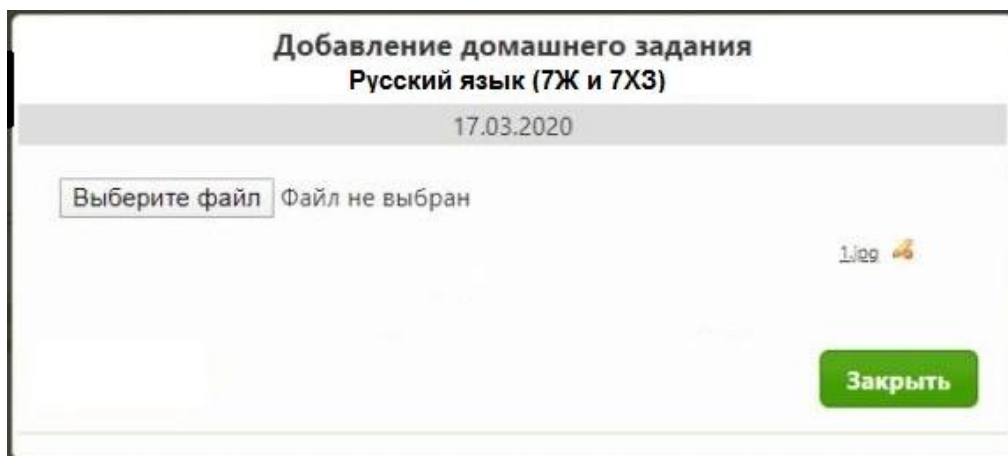 Добавление домашнего задания
Русский язык (7Ж и 7ХЗ)
17.03.2020
Выберите файл Файл не выбран
1.jpg
Закрыть